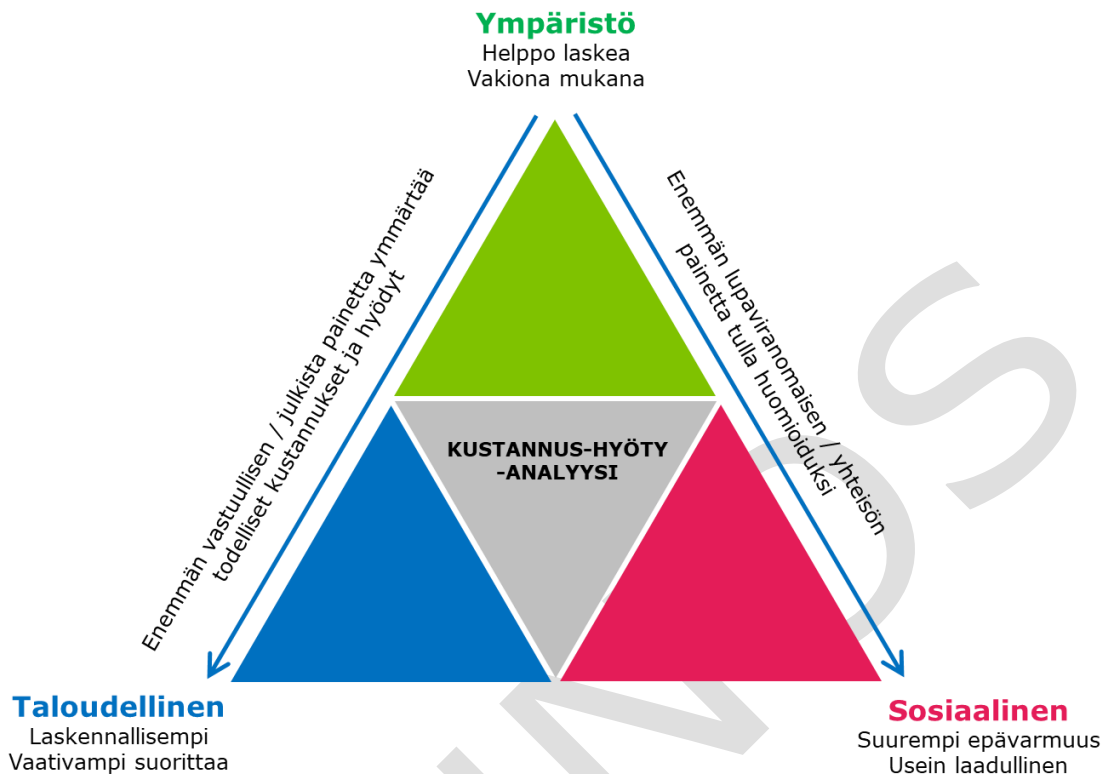 Ympäristö
Helppo laskea
Vakiona mukana
Enemmän vastuullisen / julkista painetta ymmärtää
todelliset kustannukset ja hyödyt
Enemmän lupaviranomaisen / yhteisön
painetta tulla huomioiduksi
KUSTANNUS-HYÖTY
-ANALYYSI
Taloudellinen
Laskennallisempi
Vaativampi suorittaa
Sosiaalinen
Suurempi epävarmuus
Usein laadullinen